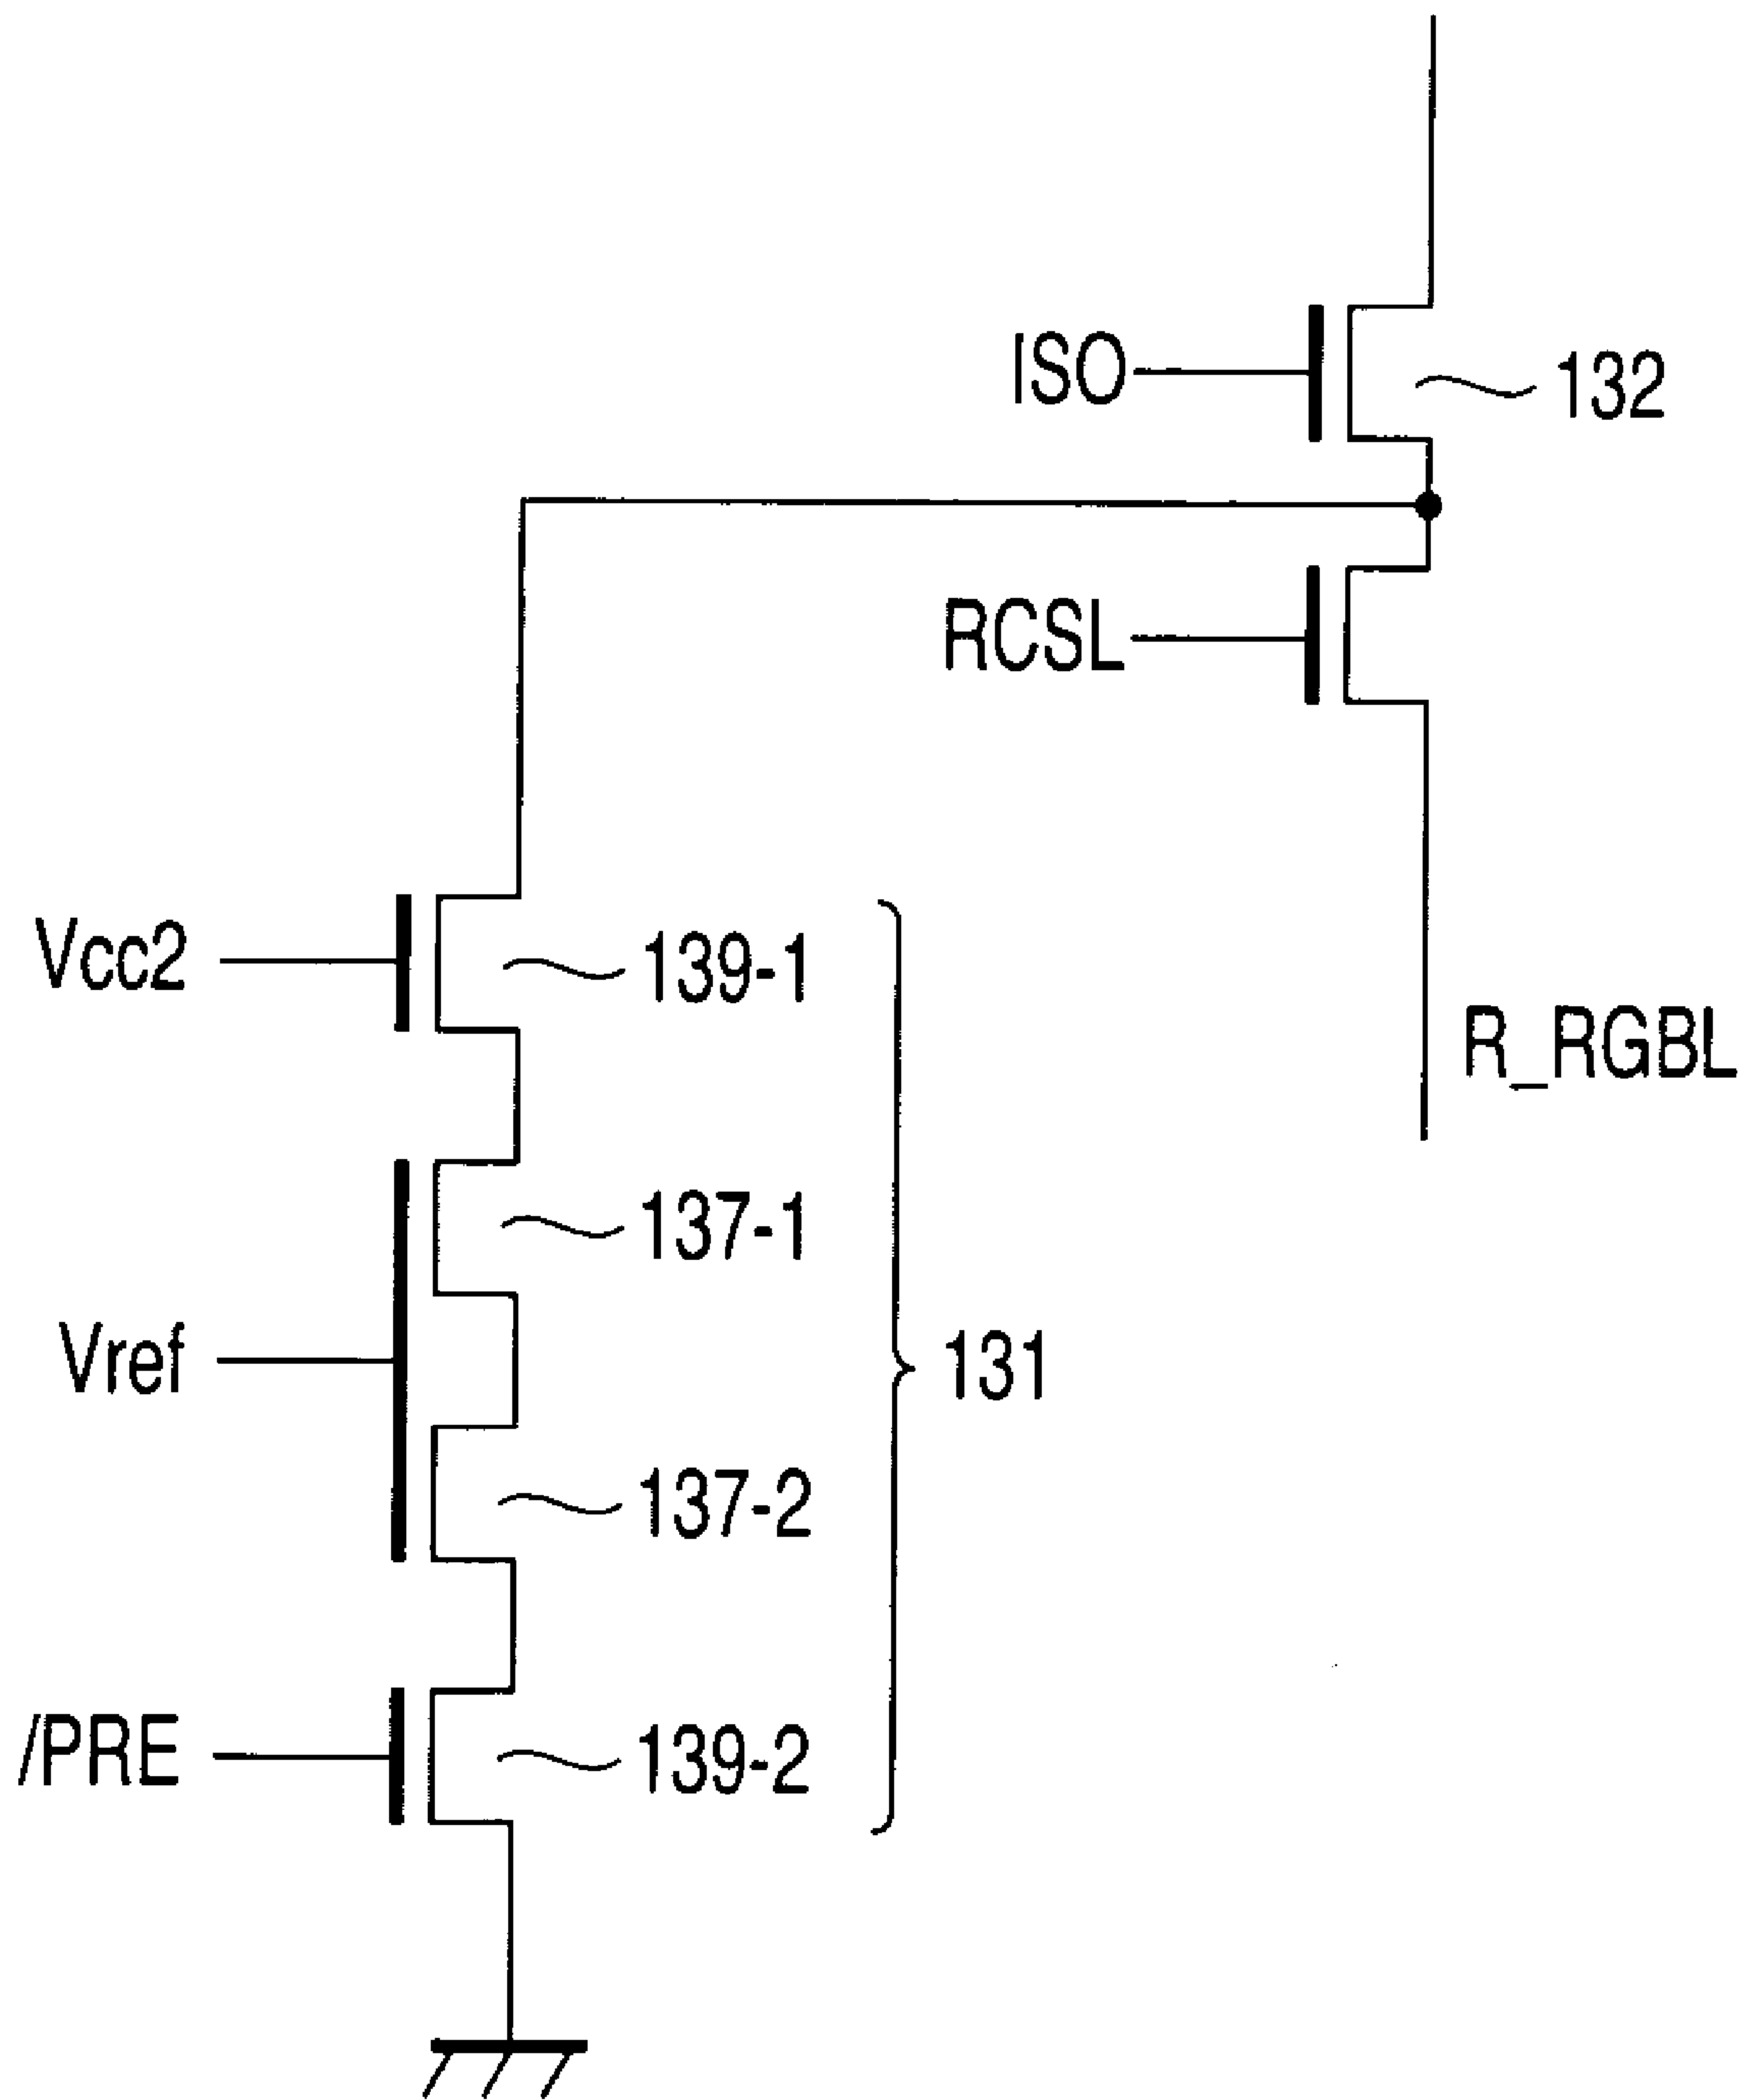 ISO
132
RCSL
Vcc2
139-1
R_RGBL
137-1
Vref
131
137-2
/PRE
139-2